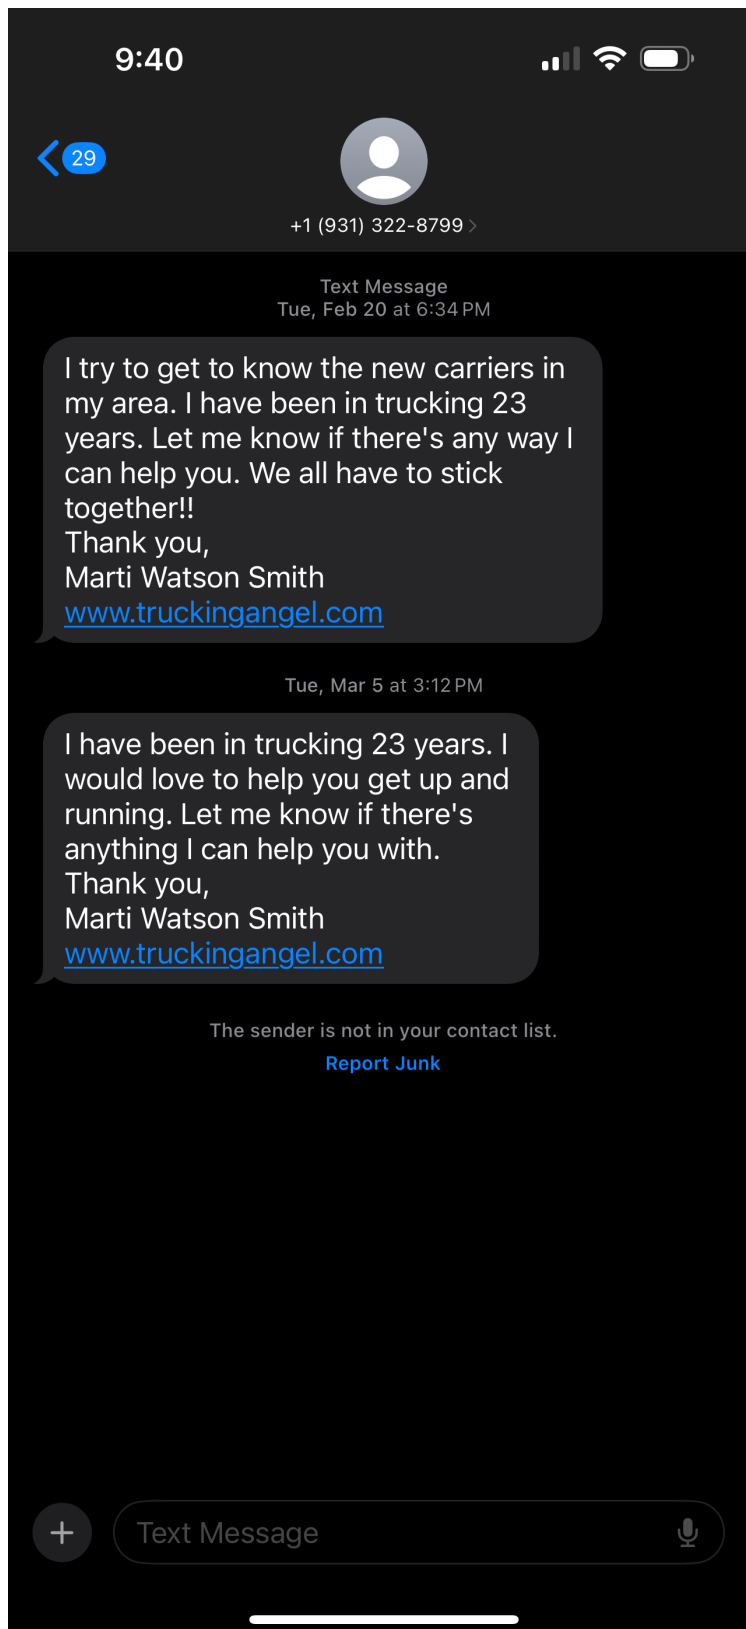 9:40
29
+1 (931) 322-8799
Text Message
Tue, Feb 20 at 6:34 PM
I try to get to know the new carriers in
my area. I have been in trucking 23
years. Let me know if there's any way I
can help you. We all have to stick
together!!
Thank you,
Marti Watson Smith
www.truckingangel.com
Tue, Mar 5 at 3:12 PM
I have been in trucking 23 years. I
would love to help you get up and
running. Let me know if there's
anything I can help you with.
Thank you,
Marti Watson Smith
www.truckingangel.com
The sender is not in your contact list.
Report Junk
Text Message